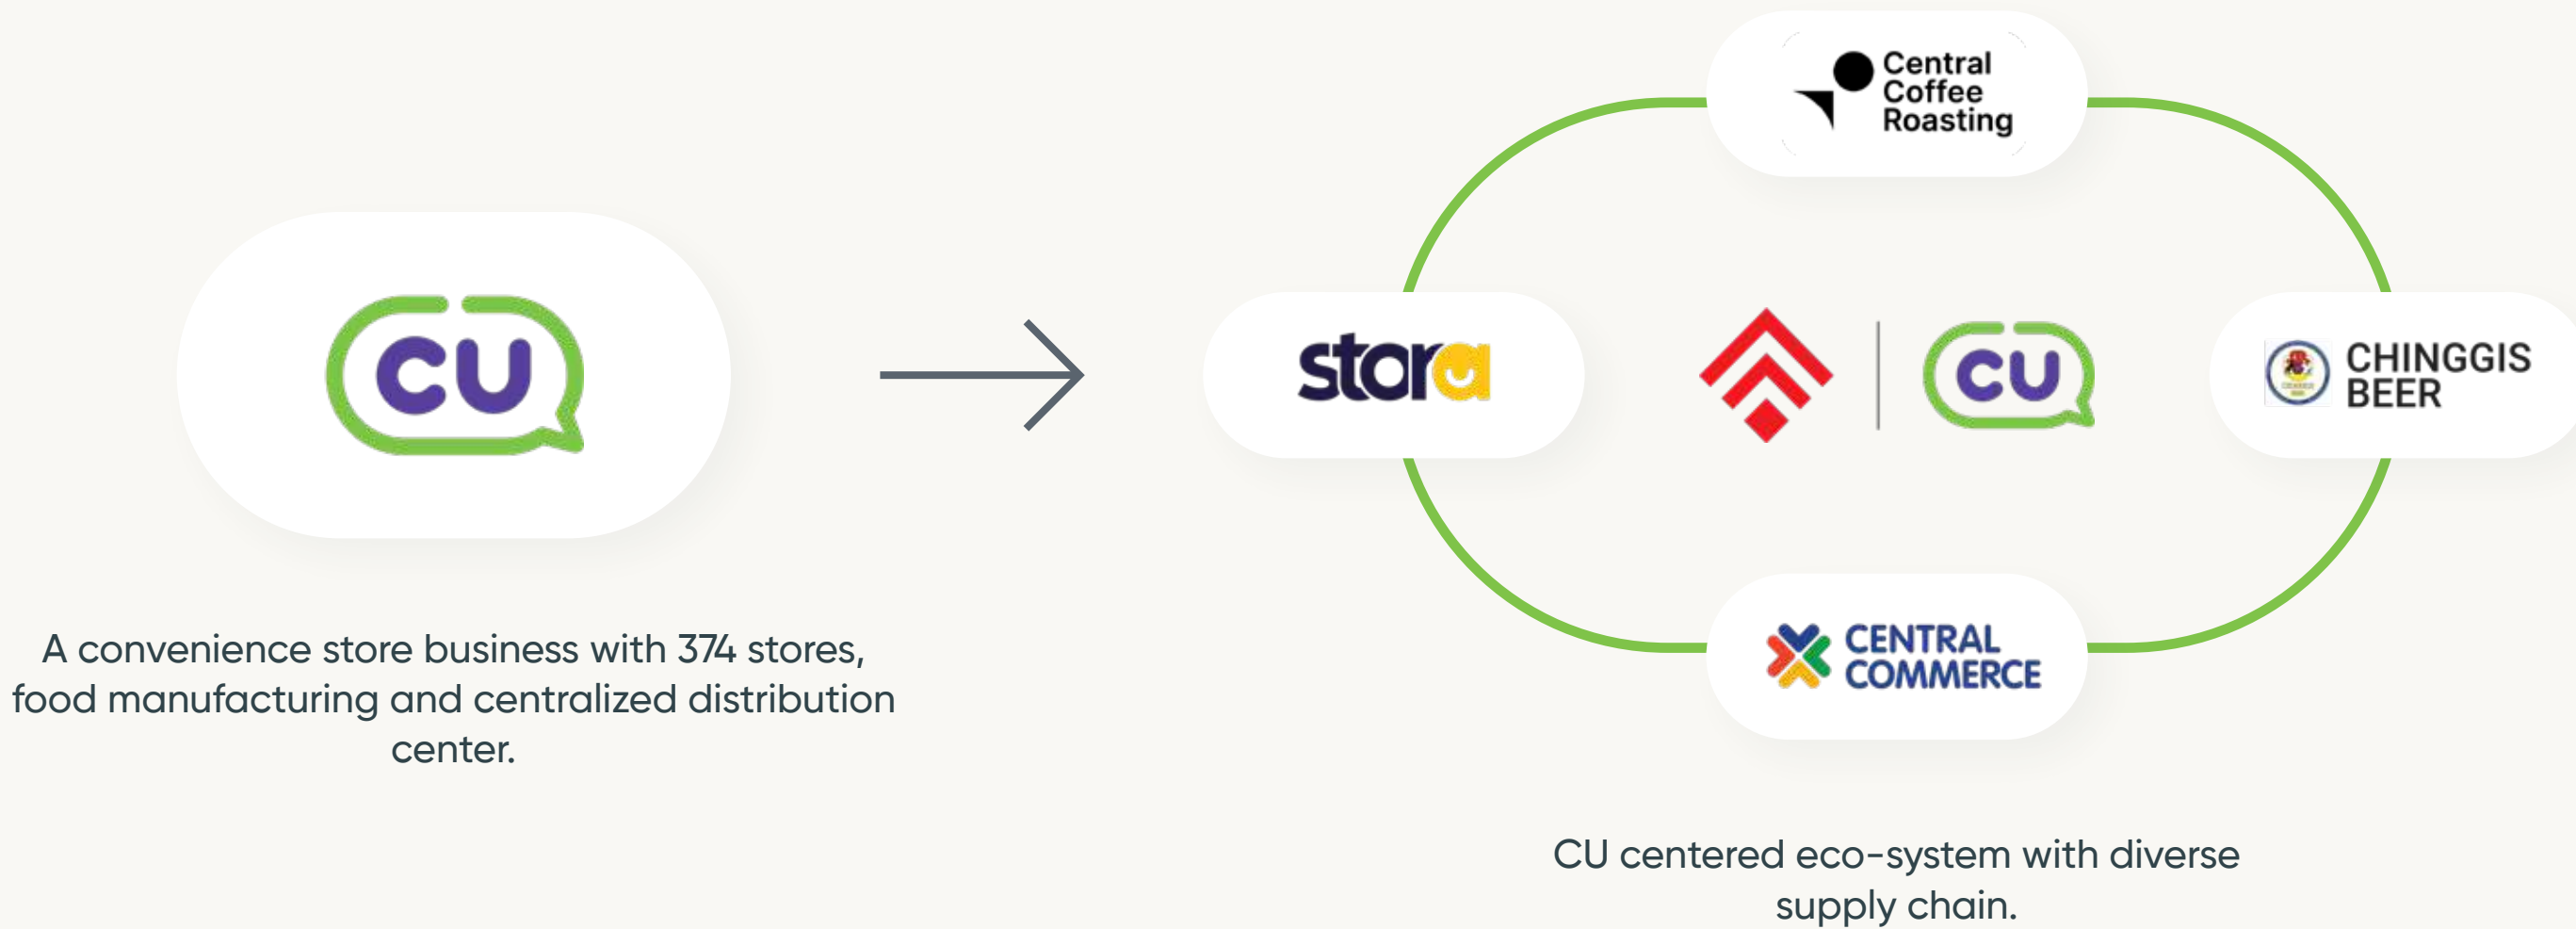 CU
A convenience store business with 374 stores,
food manufacturing and centralized distribution
center.
Central
Coffee
Roasting
stora
CU
CHINGGIS
BEER
CENTRAL
COMMERCE
CU centered eco-system with diverse
supply chain.